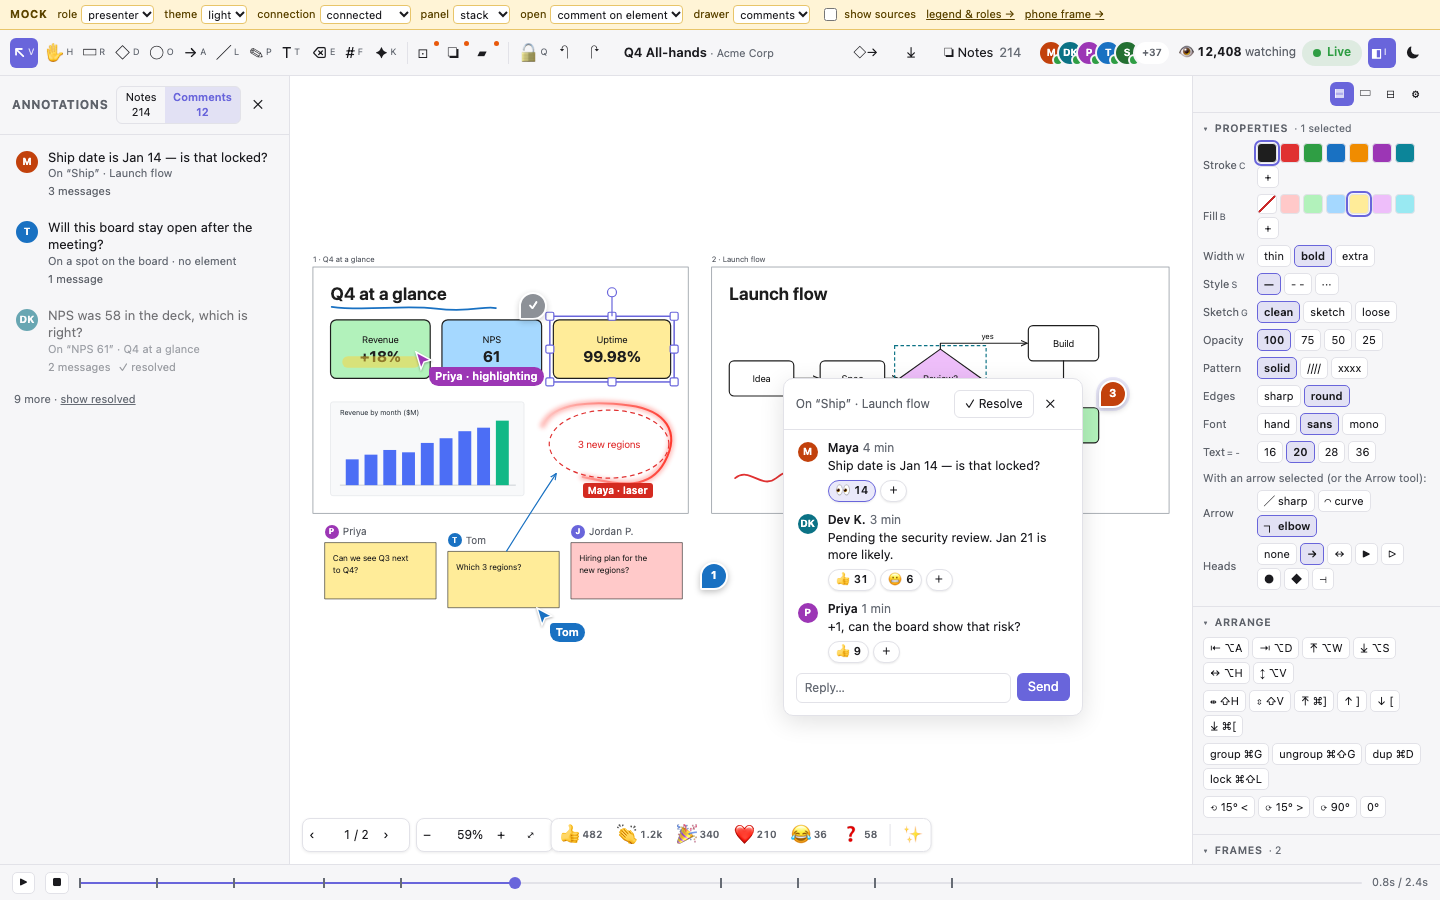 MOCK role presenter theme light connection connected panel stack open comment on element drawer comments show sources legend & roles → phone frame →
V H R D O A L P T T E # F K Q Q4 All-hands · Acme Corp Notes 214 M DK P T S +37 12,408 watching Live I
ANNOTATIONS
Notes
214
Comments
12
M
Ship date is Jan 14 — is that locked?
On “Ship” · Launch flow
3 messages
T
Will this board stay open after the
meeting?
On a spot on the board · no element
1 message
DK
NPS was 58 in the deck, which is
right?
On “NPS 61” · Q4 at a glance
2 messages ✓ resolved
9 more · show resolved
1 · Q4 at a glance
Q4 at a glance
Revenue
+18%
NPS
61
Uptime
99.98%
Priya · highlighting
Revenue by month ($M)
3 new regions
Maya · laser
P Priya
Can we see Q3 next
to Q4?
T Tom
Which 3 regions?
J Jordan P.
Hiring plan for the
new regions?
1
Tom
2 · Launch flow
Launch flow
Idea
yes
Build
3
On “Ship” · Launch flow ✓ Resolve ✕
M Maya 4 min
Ship date is Jan 14 — is that locked?
👀 14 +
DK Dev K. 3 min
Pending the security review. Jan 21 is
more likely.
👍 31 😬 6 +
P Priya 1 min
+1, can the board show that risk?
👍 9 +
Reply… Send
‹ 1 / 2 › − 59% + 👍 482 👏 1.2k 🎉 340 ❤️ 210 😂 36 ❓ 58 ✨
0.8s / 2.4s
PROPERTIES · 1 selected
Stroke C
+
Fill B
+
Width W thin bold extra
Style S — - - ···
Sketch G clean sketch loose
Opacity 100 75 50 25
Pattern solid //// xxxx
Edges sharp round
Font hand sans mono
Text = - 16 20 28 36
With an arrow selected (or the Arrow tool):
Arrow sharp curve
elbow
Heads none → ↔ ▶ ▷
● ◆ ⊣
ARRANGE
⇤ ⌥A ⇥ ⌥D ⤒ ⌥W ⤓ ⌥S
↔ ⌥H ↕ ⌥V
⇧H ⇧V ⤒ ⌘] ↑ ] ↓ [
⤓ ⌘[
group ⌘G ungroup ⌘⇧G dup ⌘D
lock ⌘⇧L
⟲ 15° < ⟳ 15° > ⟳ 90° 0°
FRAMES · 2